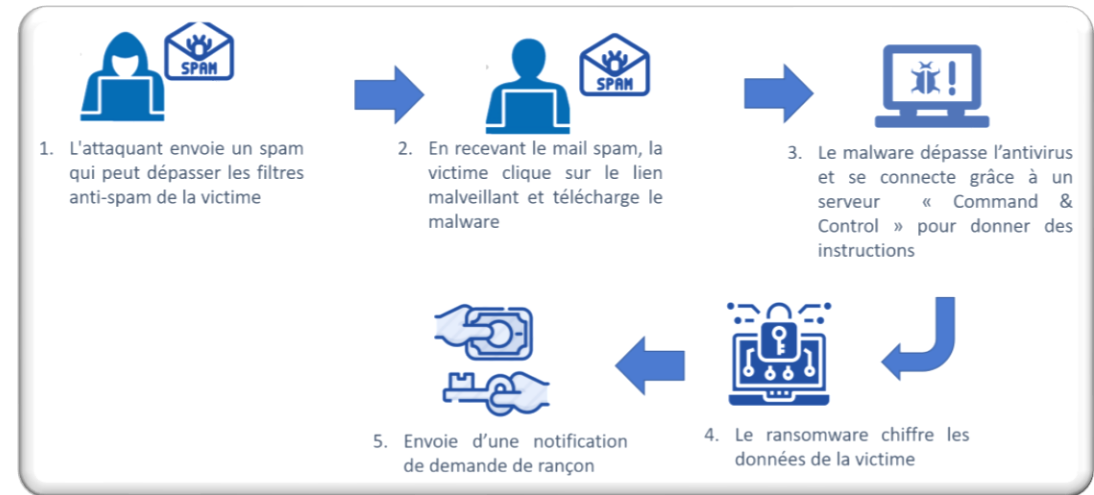 SPAM
SPAM
1. L'attaquant envoie un spam
qui peut dépasser les filtres
anti-spam de la victime
2. En recevant le mail spam, la
victime clique sur le lien
malveillant et télécharge le
malware
3. Le malware dépasse l'antivirus
et se connecte grâce à un
serveur « Command &
Control » pour donner des
instructions
4. Le ransomware chiffre les
données de la victime
5. Envoie d'une notification
de demande de rançon